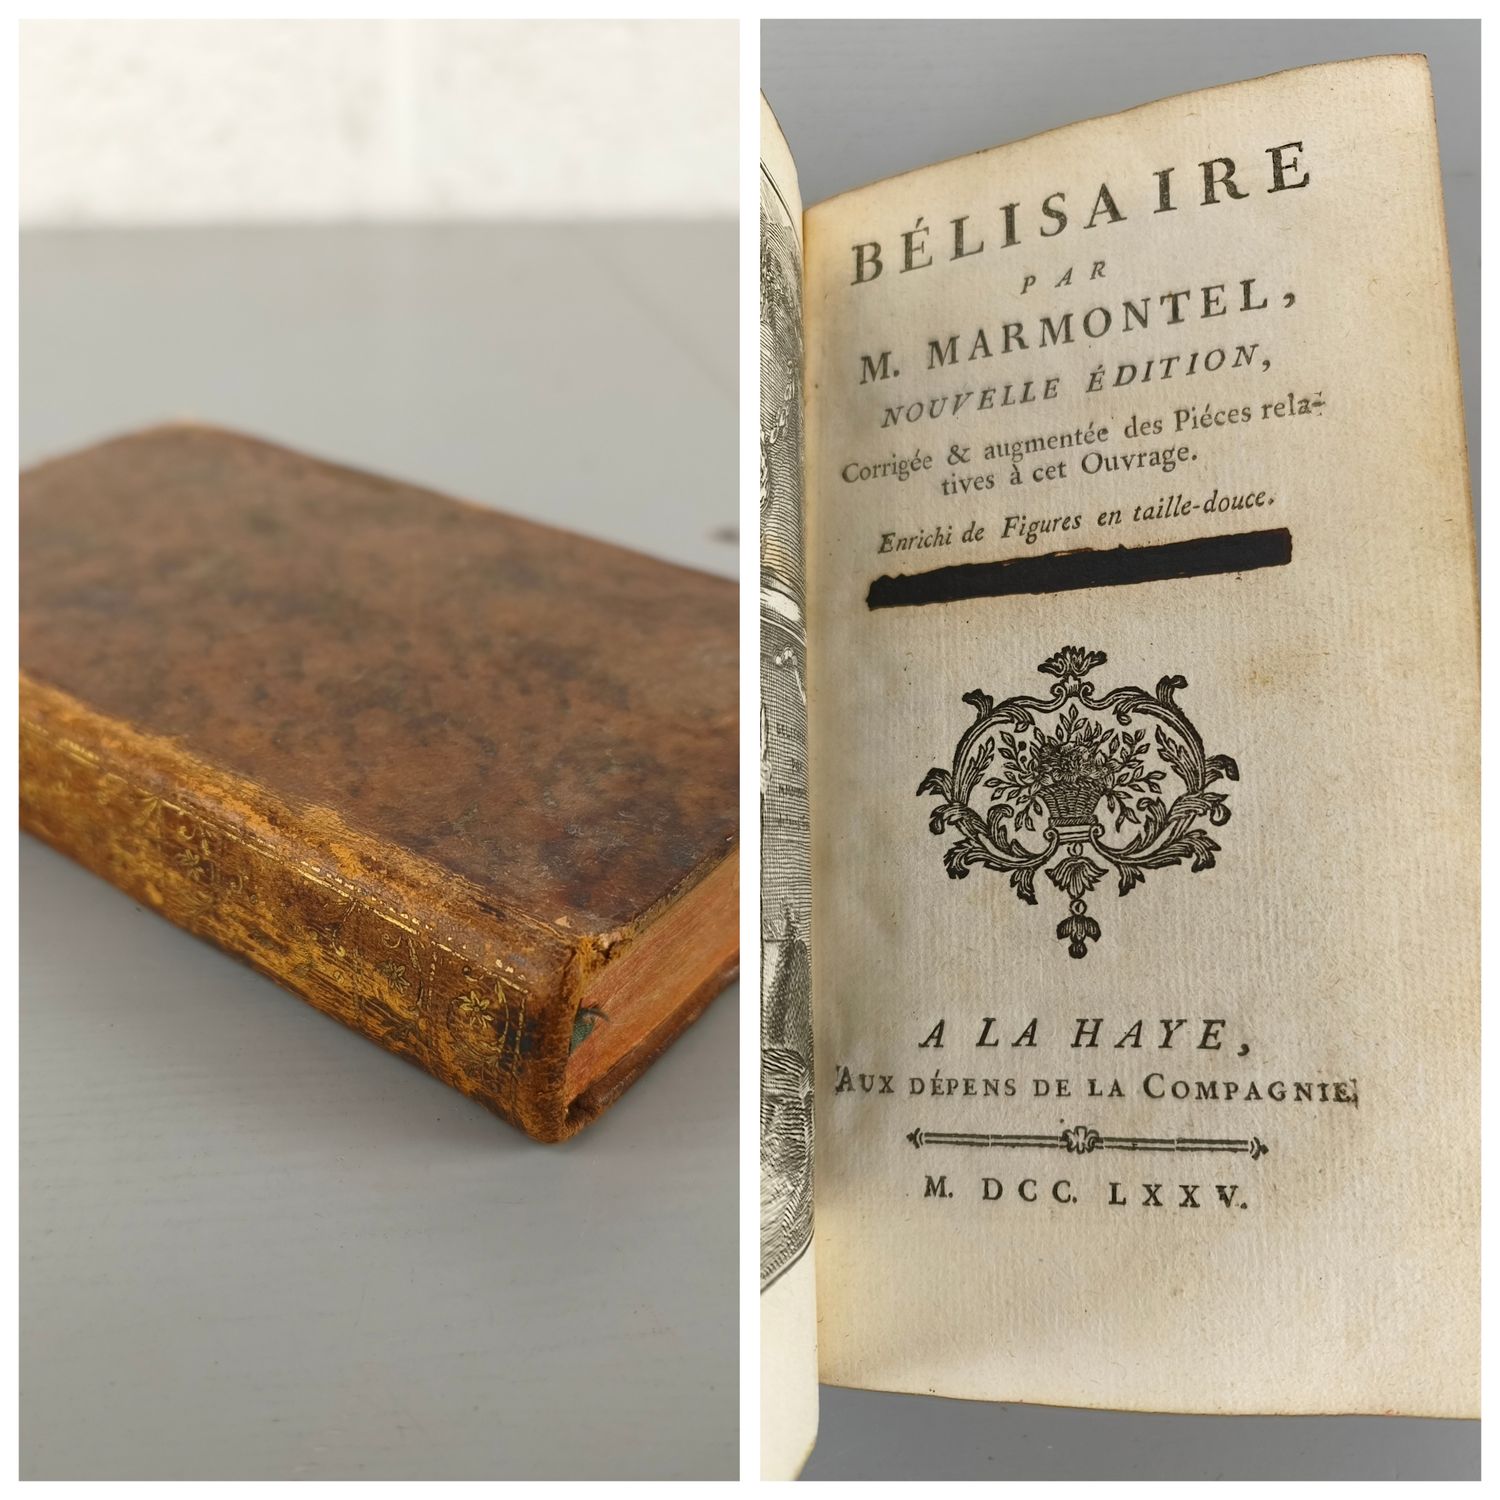 BÉLISAIRE
PAR
M. MARMONTEL,
NOUVELLE ÉDITION,
Corrigée & augmentée des Piéces rela-
tives à cet Ouvrage.
Enrichi de Figures en taille-douce.
A LA HAYE,
AUX DÉPENS DE LA COMPAGNIE.
M. DCC. LXXV.